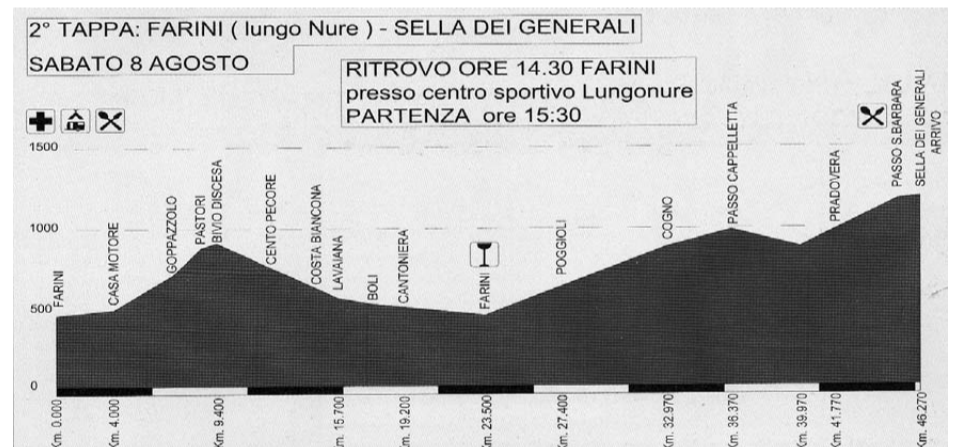 2° TAPPA: FARINI ( lungo Nure ) - SELLA DEI GENERALI
SABATO 8 AGOSTO
RITROVO ORE 14.30 FARINI
presso centro sportivo Lungonure
PARTENZA ore 15:30
1500
1000
500
0
FARINI
CASA MOTORE
GOPPAZZOLO
PASTORI
BIVIO DISCESA
CENTO PECORE
COSTA BIANCONA
LAVAIANA
BOLI
CANTONIERA
FARINI
POGGIOLI
COGNO
PASSO CAPPELLETTA
PRADOVERA
PASSO S.BARBARA
SELLA DEI GENERALI
ARRIVO
Km. 0.000
Km. 4.000
Km. 9.400
Km. 15.700
Km. 19.200
Km. 23.500
Km. 27.400
Km. 32.970
Km. 36.370
Km. 39.970
Km. 41.770
Km. 46.270